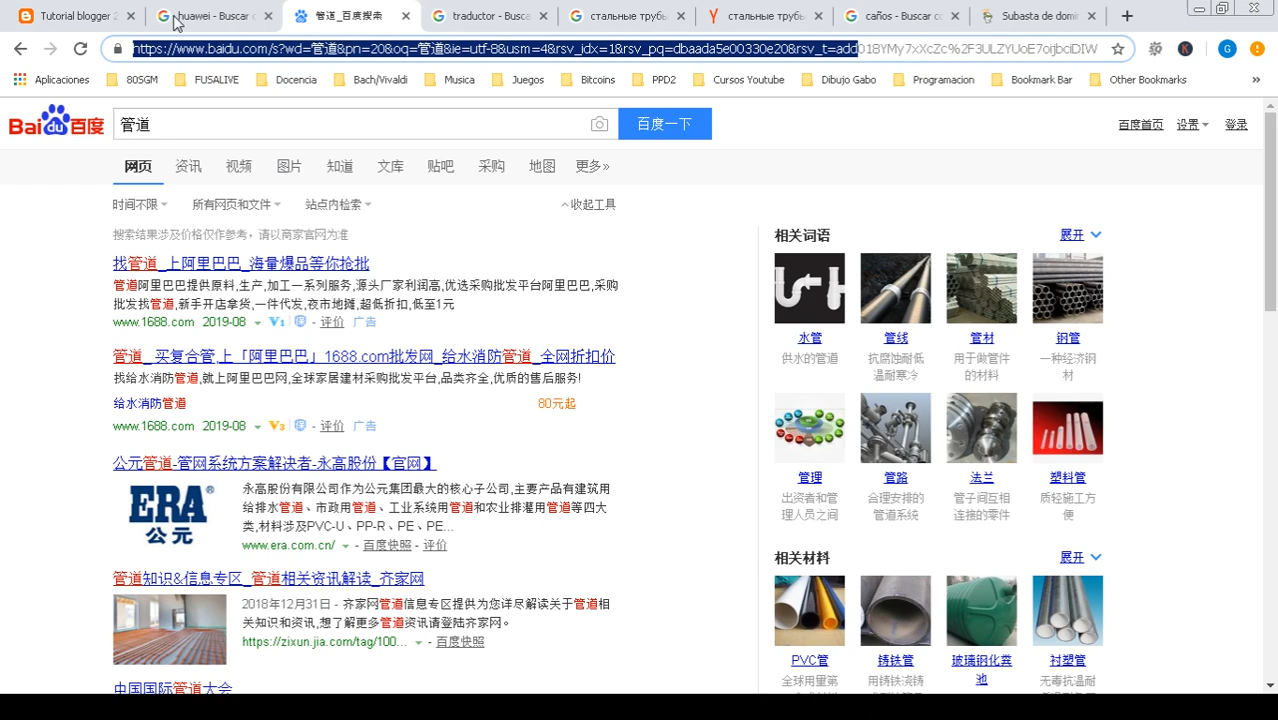 Tutorial blogger 2
huawei - Buscar c
管道_百度搜索
traductor - Busca
стальные трубы
стальные трубь
caños - Buscar co
Subasta de domi
https://www.baidu.com/s?wd=管道&pn=20&oq=管道&ie=utf-8&usm=4&rsv_idx=1&rsv_pq=dbaada5e00330e20&rsv_t=add018YMy7xXcZc%2F3ULZYUoE7oijbciDIW
K
G
Aplicaciones
80SGM
FUSALIVE
Docencia
Bach/Vivaldi
Musica
Juegos
Bitcoins
PPD2
Cursos Youtube
Dibujo Gabo
Programacion
Bookmark Bar
Other Bookmarks
»
Bai du 百度
管道
百度一下
百度首页
设置
登录
网页
资讯
视频
图片
知道
文库
贴吧
采购
地图
更多»
时间不限
所有网页和文件
站点内检索
收起工具
搜索结果涉及价格仅作参考，请以商家官网为准
找管道_上阿里巴巴_海量爆品等你抢批
管道阿里巴巴提供原料,生产,加工一系列服务,源头厂家利润高,优选采购批发平台阿里巴巴,采购
批发找管道,新手开店拿货,一件代发,夜市地摊,超低折扣,低至1元
www.1688.com 2019-08 V1 - 评价 广告
管道_买复合管,上「阿里巴巴」1688.com批发网_给水消防管道_全网折扣价
找给水消防管道,就上阿里巴巴网,全球家居建材采购批发平台,品类齐全,优质的售后服务!
给水消防管道 80元起
www.1688.com 2019-08 V3 - 评价 广告
公元管道-管网系统方案解决者-永高股份【官网】
ERA
公元
永高股份有限公司作为公元集团最大的核心子公司,主要产品有建筑用
给排水管道、市政用管道、工业系统用管道和农业排灌用管道等四大
类,材料涉及PVC-U、PP-R、PE、PE...
www.era.com.cn/ - 百度快照 - 评价
管道知识&信息专区_管道相关资讯解读_齐家网
2018年12月31日 - 齐家网管道信息专区提供为您详尽解读关于管道相
关知识和资讯,想了解更多管道资讯请登陆齐家网。
https://zixun.jia.com/tag/100... - 百度快照
中国国际管道大会
相关词语
展开
水管
供水的管道
管线
抗腐蚀耐低
温耐寒冷
管材
用于做管件
的材料
钢管
一种经济钢
材
管理
出资者和管
理人员之间
管路
合理安排的
管道系统
法兰
管子间互相
连接的零件
塑料管
质轻施工方
便
相关材料
展开
PVC管
全球用量第
铸铁管
用铁浇铸
玻璃钢化粪
池
衬塑管
无毒抗温耐